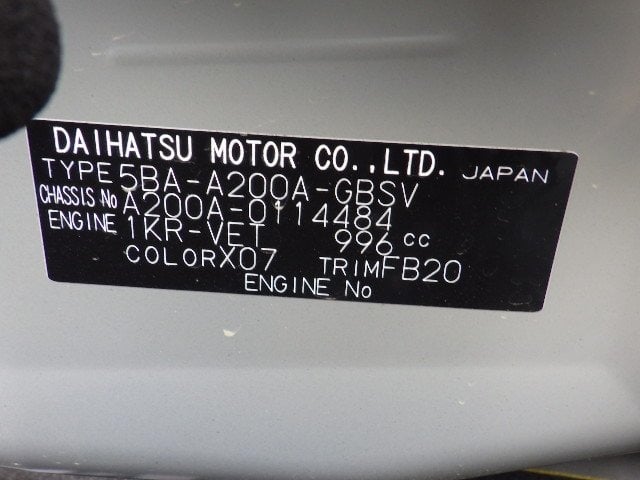 DAIHATSU MOTOR CO.,LTD. JAPAN
TYPE 5BA-A200A-GBSV
CHASSIS No A200A-0114484
ENGINE 1KR-VET 996 cc
COLOR X07 TRIM FB20
ENGINE No